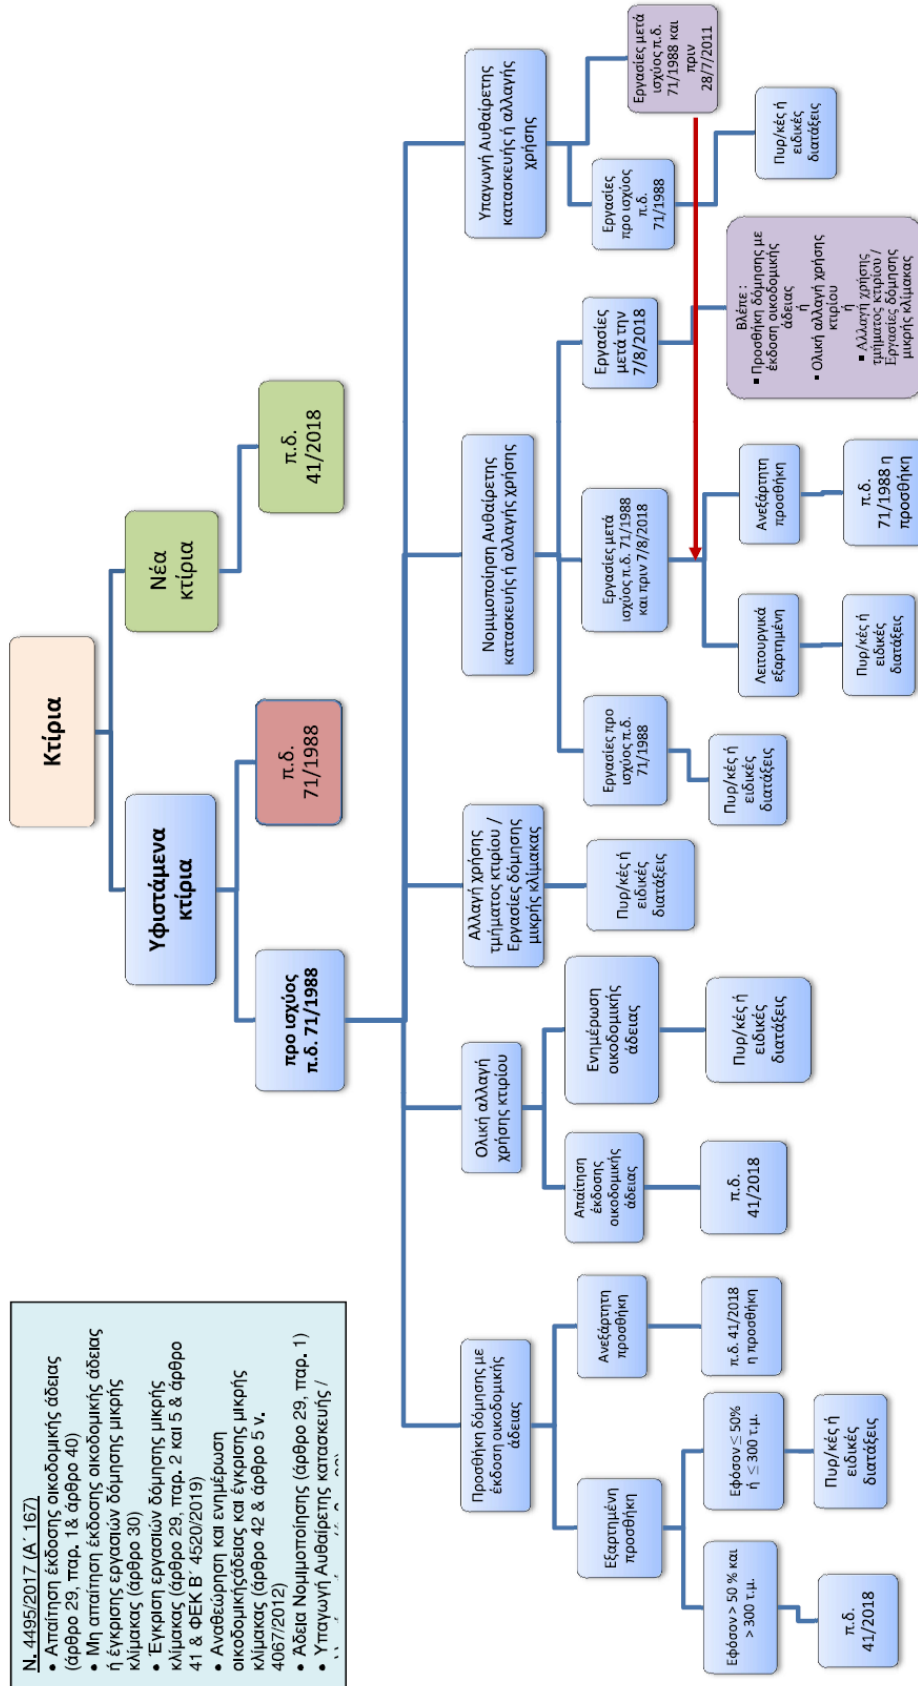 Ν. 4495/2017 (Α΄ 167)
• Απαίτηση έκδοσης οικοδομικής άδειας
(άρθρο 29, παρ. 1& άρθρο 40)
• Μη απαίτηση έκδοσης οικοδομικής άδειας
ή έγκρισης εργασιών δόμησης μικρής
κλίμακας (άρθρο 30)
• Έγκριση εργασιών δόμησης μικρής
κλίμακας (άρθρο 29, παρ. 2 και 5 & άρθρο
41 & ΦΕΚ Β΄ 4520/2019)
• Αναθεώρηση και ενημέρωση
οικοδομικήςάδειας και έγκρισης μικρής
κλίμακας (άρθρο 42 & άρθρο 5 ν.
4067/2012)
• Άδεια Νομιμοποίησης (άρθρο 29, παρ. 1)
• Υπαγωγή Αυθαίρετης κατασκευής /
Κτίρια
Υφιστάμενα
κτίρια
Νέα
κτίρια
προ ισχύος
π.δ. 71/1988
π.δ.
71/1988
π.δ.
41/2018
Προσθήκη δόμησης με
έκδοση οικοδομικής
άδειας
Ολική αλλαγή
χρήσης κτιρίου
Αλλαγή χρήσης
τμήματος κτιρίου /
Εργασίες δόμησης
μικρής κλίμακας
Νομιμοποίηση Αυθαίρετης
κατασκευής ή αλλαγής χρήσης
Υπαγωγή Αυθαίρετης
κατασκευής ή αλλαγής
χρήσης
Εξαρτημένη
προσθήκη
Ανεξάρτητη
προσθήκη
Απαίτηση
έκδοσης
οικοδομικής
άδειας
Ενημέρωση
οικοδομικής
άδειας
Πυρ/κές ή
ειδικές
διατάξεις
Εργασίες προ
ισχύος π.δ.
71/1988
Εργασίες μετά
ισχύος π.δ. 71/1988
και πριν 7/8/2018
Εργασίες
μετά την
7/8/2018
Εργασίες
προ ισχύος
π.δ.
71/1988
Εργασίες μετά
ισχύος π.δ.
71/1988 και
πριν
28/7/2011
Εφόσον > 50 % και
> 300 τ.μ.
Εφόσον ≤ 50%
ή ≤ 300 τ.μ.
π.δ. 41/2018
η προσθήκη
π.δ.
41/2018
Πυρ/κές ή
ειδικές
διατάξεις
Πυρ/κές ή
ειδικές
διατάξεις
Λειτουργικά
εξαρτημένη
Ανεξάρτητη
προσθήκη
Βλέπε :
▪ Προσθήκη δόμησης με
έκδοση οικοδομικής
άδειας
ή
▪ Ολική αλλαγή χρήσης
κτιρίου
ή
▪ Αλλαγή χρήσης
τμήματος κτιρίου /
Εργασίες δόμησης
μικρής κλίμακας
Πυρ/κές ή
ειδικές
διατάξεις
π.δ.
41/2018
Πυρ/κές ή
ειδικές
διατάξεις
Πυρ/κές ή
ειδικές
διατάξεις
π.δ.
71/1988 η
προσθήκη